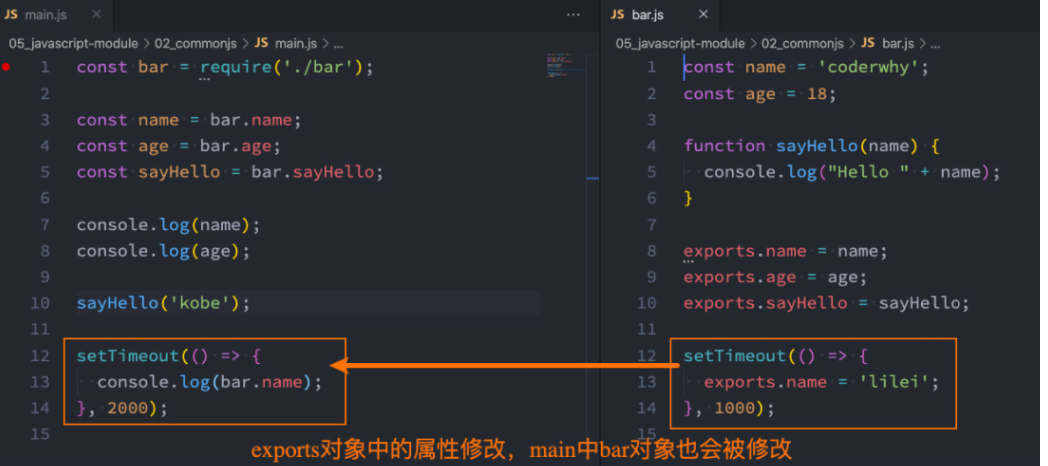 JS main.js × ···
05_javascript-module > 02_commonjs > JS main.js > ...
1 const bar = require('./bar');
2
3 const name = bar.name;
4 const age = bar.age;
5 const sayHello = bar.sayHello;
6
7 console.log(name);
8 console.log(age);
9
10 sayHello('kobe');
11
12 setTimeout(() => {
13 console.log(bar.name);
14 }, 2000);
15
JS bar.js ×
05_javascript-module > 02_commonjs > JS bar.js > ...
1 const name = 'coderwhy';
2 const age = 18;
3
4 function sayHello(name) {
5 console.log("Hello " + name);
6 }
7
8 exports.name = name;
9 exports.age = age;
10 exports.sayHello = sayHello;
11
12 setTimeout(() => {
13 exports.name = 'lilei';
14 }, 1000);
15
exports对象中的属性修改，main中bar对象也会被修改